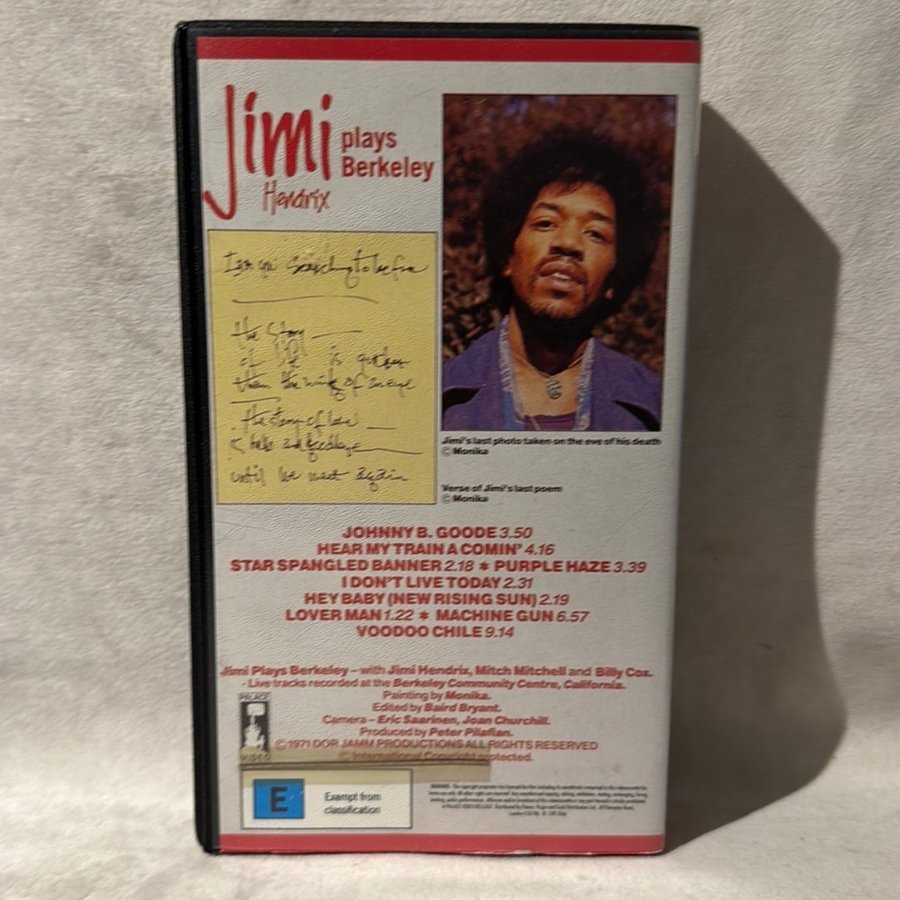 Jimi
Hendrix
plays
Berkeley
the Story
of life is quicker
than the wink of an eye
the story of love
is hello and goodbye
until we meet again
Jimi's last photo taken on the eve of his death
© Monika
Verse of Jimi's last poem
© Monika
JOHNNY B. GOODE 3.50
HEAR MY TRAIN A COMIN' 4.16
STAR SPANGLED BANNER 2.18 * PURPLE HAZE 3.39
I DON'T LIVE TODAY 2.31
HEY BABY (NEW RISING SUN) 2.19
LOVER MAN 1.22 * MACHINE GUN 6.57
VOODOO CHILE 9.14
Jimi Plays Berkeley – with Jimi Hendrix, Mitch Mitchell and Billy Cox.
Live tracks recorded at the Berkeley Community Centre, California.
Painting by Monika.
Edited by Baird Bryant.
Camera – Eric Saarinen, Joan Churchill.
Produced by Peter Pilafian.
© 1971 DOR JAMM PRODUCTIONS ALL RIGHTS RESERVED
© International Copyright protected.
PALACE
VIDEO
E
Exempt from
classification